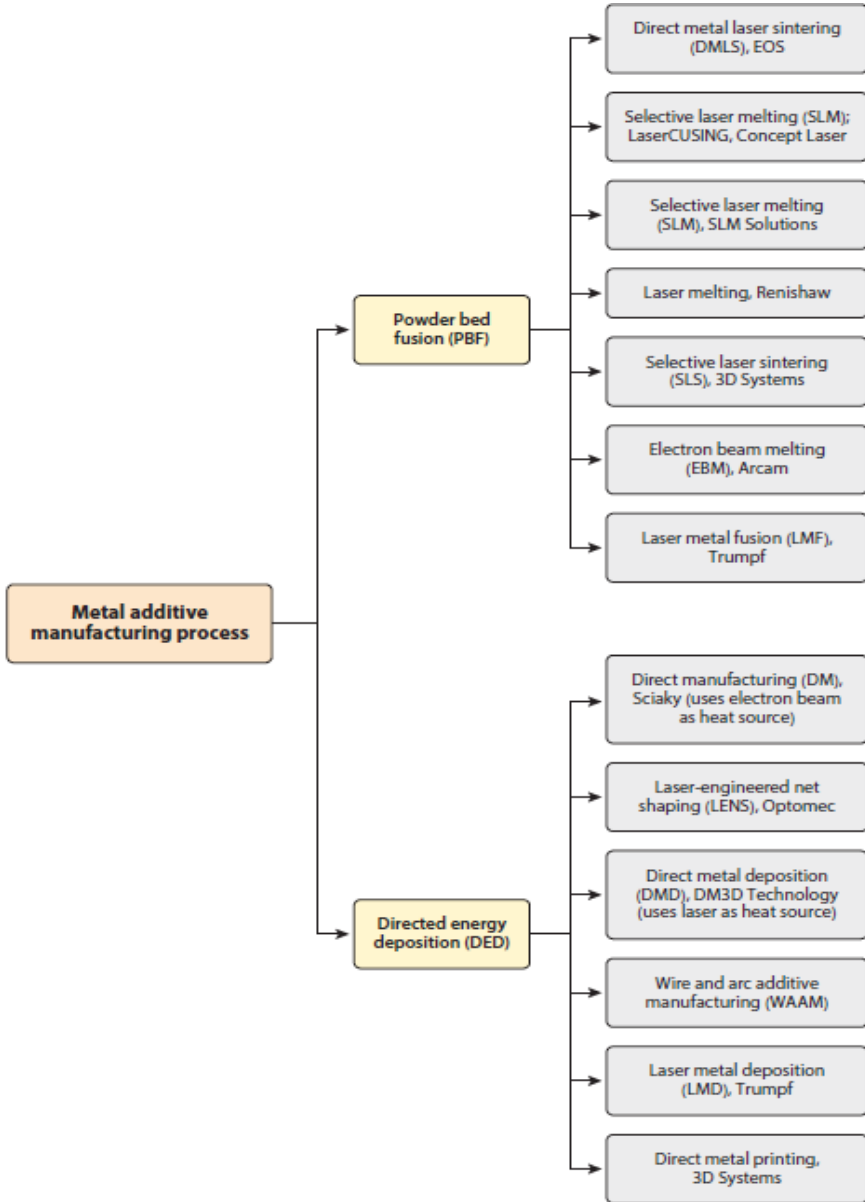 Direct metal laser sintering
(DMLS), EOS
Selective laser melting (SLM);
LaserCUSING, Concept Laser
Selective laser melting
(SLM), SLM Solutions
Laser melting, Renishaw
Powder bed
fusion (PBF)
Selective laser sintering
(SLS), 3D Systems
Electron beam melting
(EBM), Arcam
Laser metal fusion (LMF),
Trumpf
Metal additive
manufacturing process
Direct manufacturing (DM),
Sciaky (uses electron beam
as heat source)
Laser-engineered net
shaping (LENS), Optomec
Direct metal deposition
(DMD), DM3D Technology
(uses laser as heat source)
Directed energy
deposition (DED)
Wire and arc additive
manufacturing (WAAM)
Laser metal deposition
(LMD), Trumpf
Direct metal printing,
3D Systems